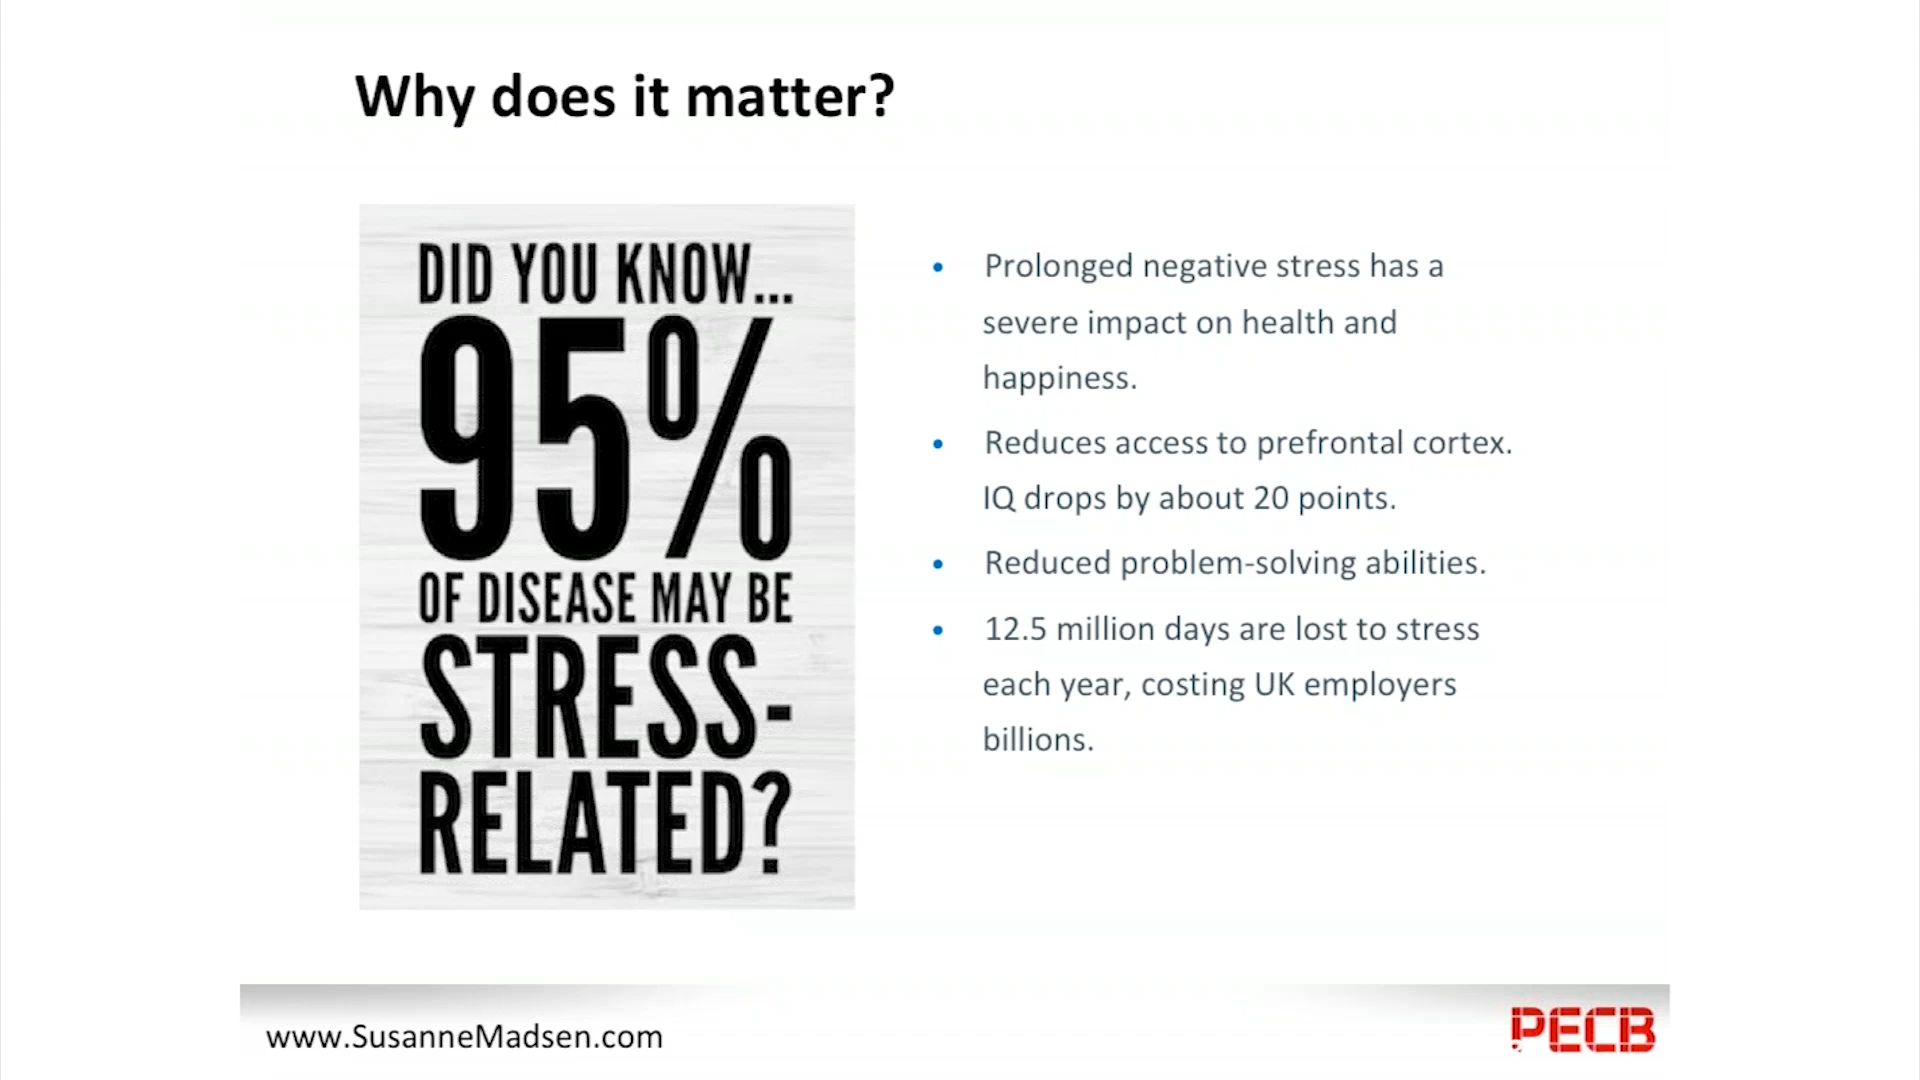 Why does it matter?
DID YOU KNOW...
95%
OF DISEASE MAY BE
STRESS-
RELATED?
• Prolonged negative stress has a
severe impact on health and
happiness.
• Reduces access to prefrontal cortex.
IQ drops by about 20 points.
• Reduced problem-solving abilities.
• 12.5 million days are lost to stress
each year, costing UK employers
billions.
www.SusanneMadsen.com
PECB